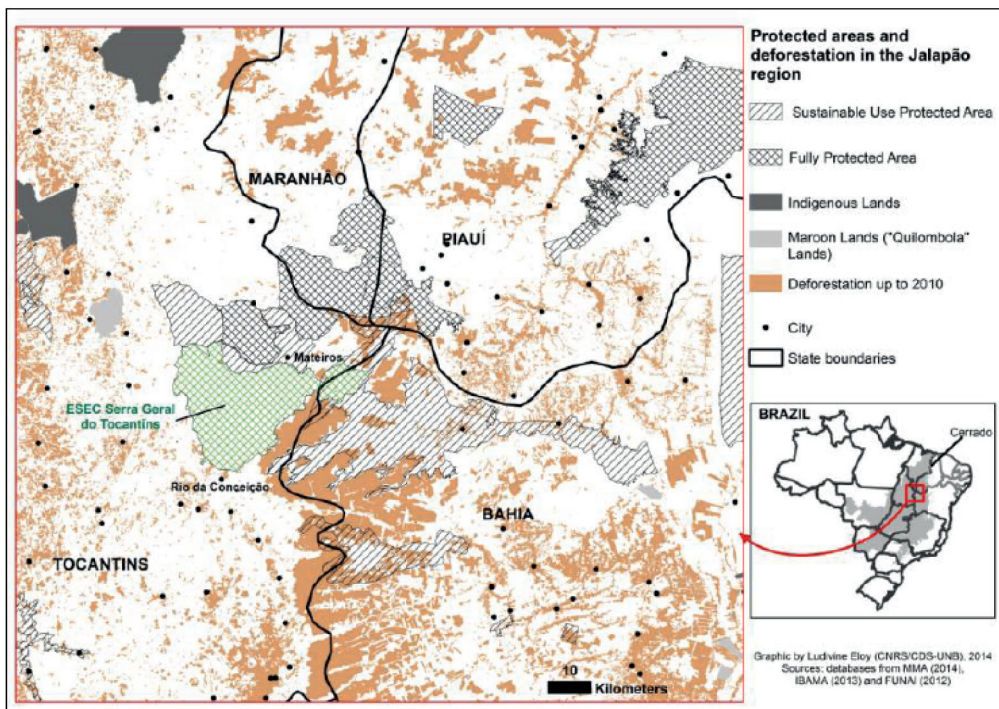 Protected areas and
deforestation in the Jalapão
region
Sustainable Use Protected Area
Fully Protected Area
Indigenous Lands
Maroon Lands ("Quilombola"
Lands)
Deforestation up to 2010
City
State boundaries
MARANHÃO
PIAUÍ
Mateiros
ESEC Serra Geral
do Tocantins
Rio da Conceição
BAHIA
TOCANTINS
10
Kilometers
BRAZIL
Cerrado
Graphic by Ludivine Eloy (CNRS/CDS-UNB), 2014
Sources: databases from MMA (2014),
IBAMA (2013) and FUNAI (2012)